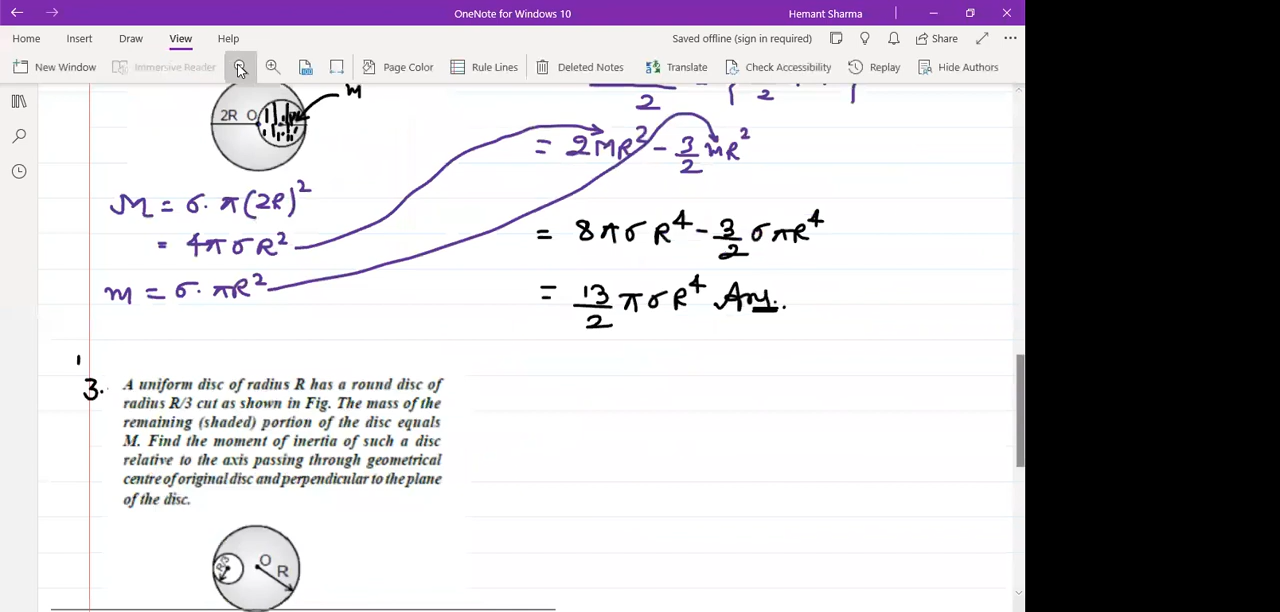 OneNote for Windows 10
Hemant Sharma
Home Insert Draw View Help
Saved offline (sign in required)
Share
New Window Immersive Reader Page Color Rule Lines Deleted Notes Translate Check Accessibility Replay Hide Authors
2R O
m
2
2
= 2MR² - 3/2 mR²
M = σ. π(2R)²
= 4πσR²
m = σ. πR²
= 8πσR⁴ - 3/2 σπR⁴
= 13/2 πσR⁴ Ans.
3.
A uniform disc of radius R has a round disc of
radius R/3 cut as shown in Fig. The mass of the
remaining (shaded) portion of the disc equals
M. Find the moment of inertia of such a disc
relative to the axis passing through geometrical
centre of original disc and perpendicular to the plane
of the disc.
R/3 O R